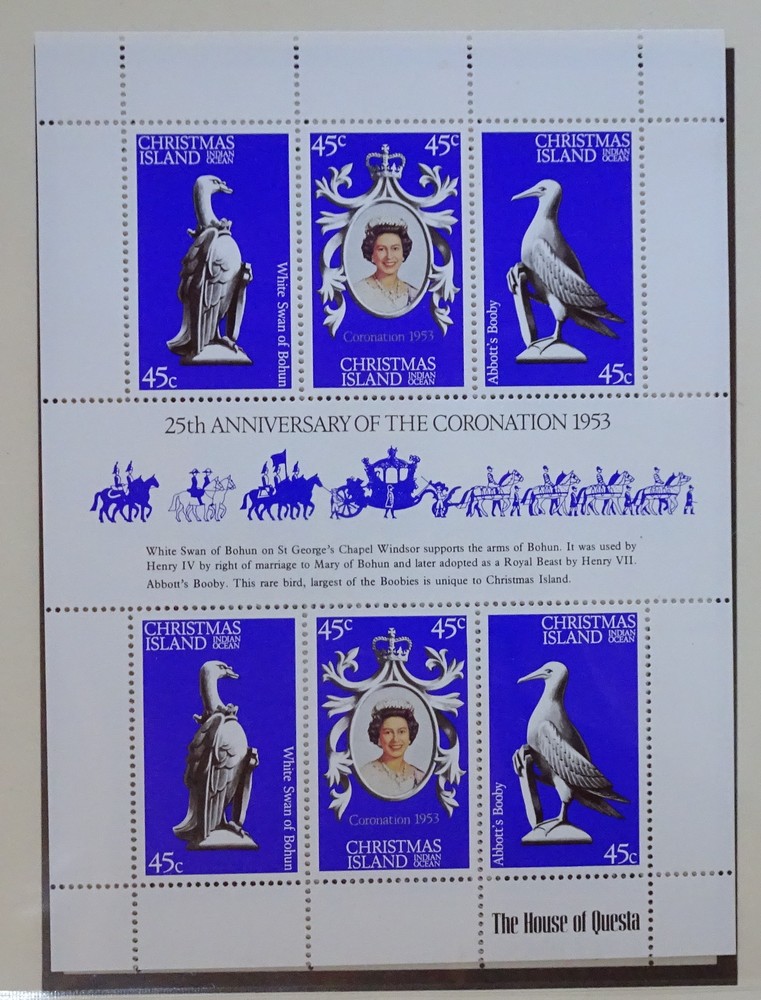 CHRISTMAS
ISLAND INDIAN OCEAN
White Swan of Bohun
45c
45c 45c
Coronation 1953
CHRISTMAS
ISLAND INDIAN OCEAN
CHRISTMAS
ISLAND INDIAN OCEAN
Abbott's Booby
45c
25th ANNIVERSARY OF THE CORONATION 1953
White Swan of Bohun on St George's Chapel Windsor supports the arms of Bohun. It was used by
Henry IV by right of marriage to Mary of Bohun and later adopted as a Royal Beast by Henry VII.
Abbott's Booby. This rare bird, largest of the Boobies is unique to Christmas Island.
CHRISTMAS
ISLAND INDIAN OCEAN
White Swan of Bohun
45c
45c 45c
Coronation 1953
CHRISTMAS
ISLAND INDIAN OCEAN
CHRISTMAS
ISLAND INDIAN OCEAN
Abbott's Booby
45c
The House of Questa